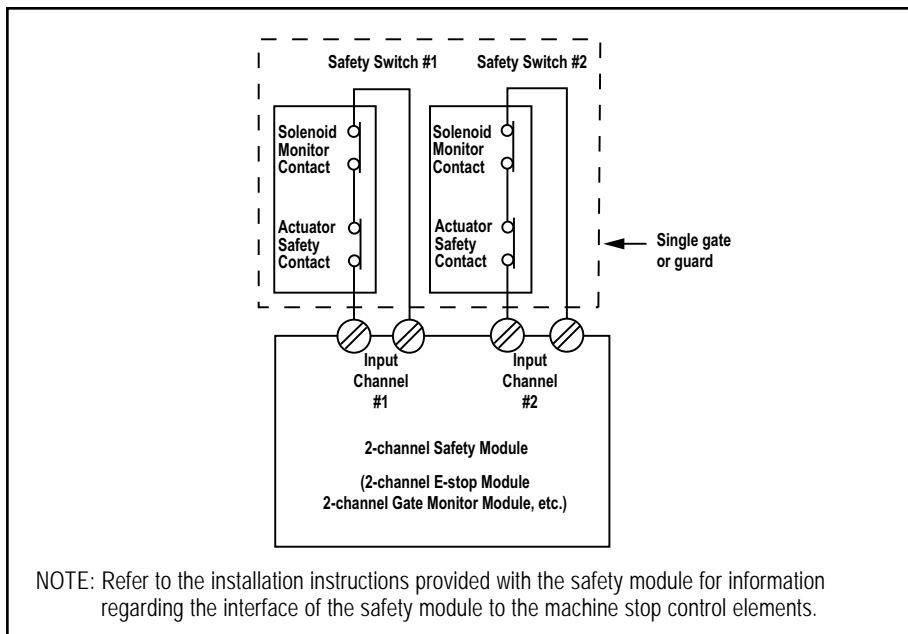 Safety Switch #1
Safety Switch #2
Solenoid
Monitor
Contact
Actuator
Safety
Contact
Solenoid
Monitor
Contact
Actuator
Safety
Contact
Single gate
or guard
Input
Channel
#1
Input
Channel
#2
2-channel Safety Module
(2-channel E-stop Module
2-channel Gate Monitor Module, etc.)
NOTE: Refer to the installation instructions provided with the safety module for information
regarding the interface of the safety module to the machine stop control elements.